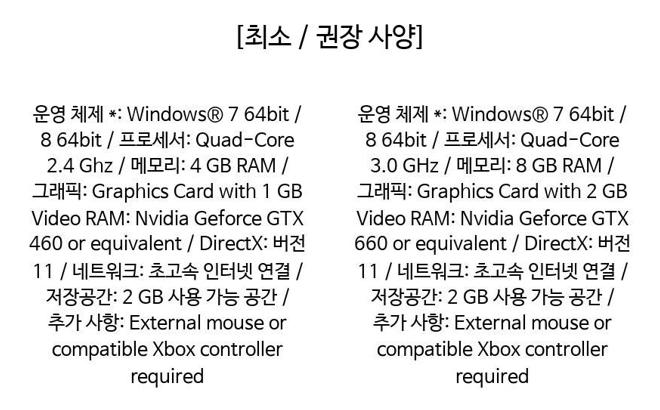 [최소 / 권장 사양]
운영 체제 *: Windows® 7 64bit /
8 64bit / 프로세서: Quad-Core
2.4 Ghz / 메모리: 4 GB RAM /
그래픽: Graphics Card with 1 GB
Video RAM: Nvidia Geforce GTX
460 or equivalent / DirectX: 버전
11 / 네트워크: 초고속 인터넷 연결 /
저장공간: 2 GB 사용 가능 공간 /
추가 사항: External mouse or
compatible Xbox controller
required
운영 체제 *: Windows® 7 64bit /
8 64bit / 프로세서: Quad-Core
3.0 GHz / 메모리: 8 GB RAM /
그래픽: Graphics Card with 2 GB
Video RAM: Nvidia Geforce GTX
660 or equivalent / DirectX: 버전
11 / 네트워크: 초고속 인터넷 연결 /
저장공간: 2 GB 사용 가능 공간 /
추가 사항: External mouse or
compatible Xbox controller
required